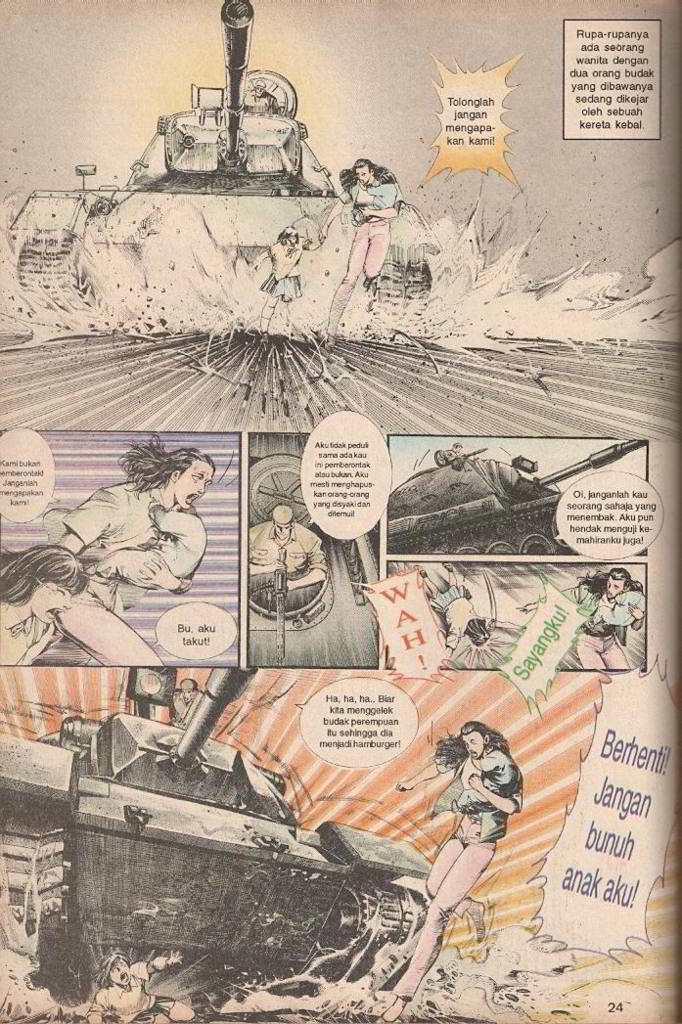 Rupa-rupanya
ada seorang
wanita dengan
dua orang budak
yang dibawanya
sedang dikejar
oleh sebuah
kereta kebal.
Tolonglah
jangan
mengapa-
kan kami!
Kami bukan
pemberontak!
Janganlah
mengapakan
kami!
Bu, aku
takut!
Aku tidak peduli
sama ada kau
ini pemberontak
atau bukan. Aku
mesti menghapus-
kan orang-orang
yang disyaki dan
ditemui!
Oi, janganlah kau
seorang sahaja yang
menembak. Aku pun
hendak menguji ke-
mahiranku juga!
WAH!
Sayangku!
Ha, ha, ha.. Biar
kita menggelek
budak perempuan
itu sehingga dia
menjadi hamburger!
Berhenti!
Jangan
bunuh
anak aku!
24